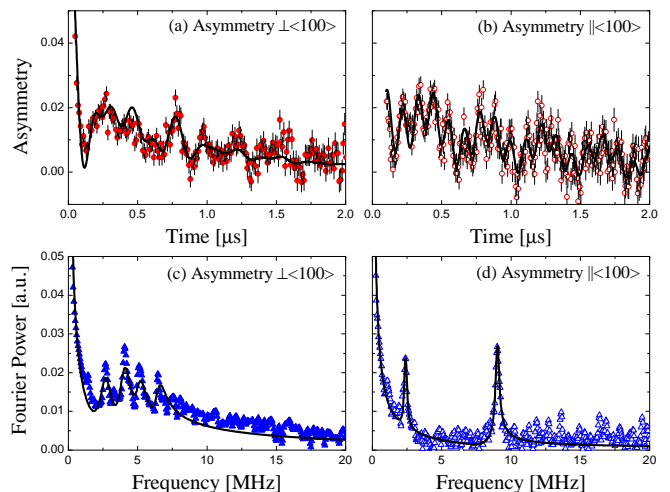 (a) Asymmetry ⊥<100>
(b) Asymmetry ||<100>
Asymmetry
0.04
0.02
0.00
0.0 0.5 1.0 1.5 2.0
0.0 0.5 1.0 1.5 2.0
Time [μs]
Time [μs]
(c) Asymmetry ⊥<100>
(d) Asymmetry ||<100>
Fourier Power [a.u.]
0.05
0.04
0.03
0.02
0.01
0.00
0 5 10 15 20
0 5 10 15 20
Frequency [MHz]
Frequency [MHz]